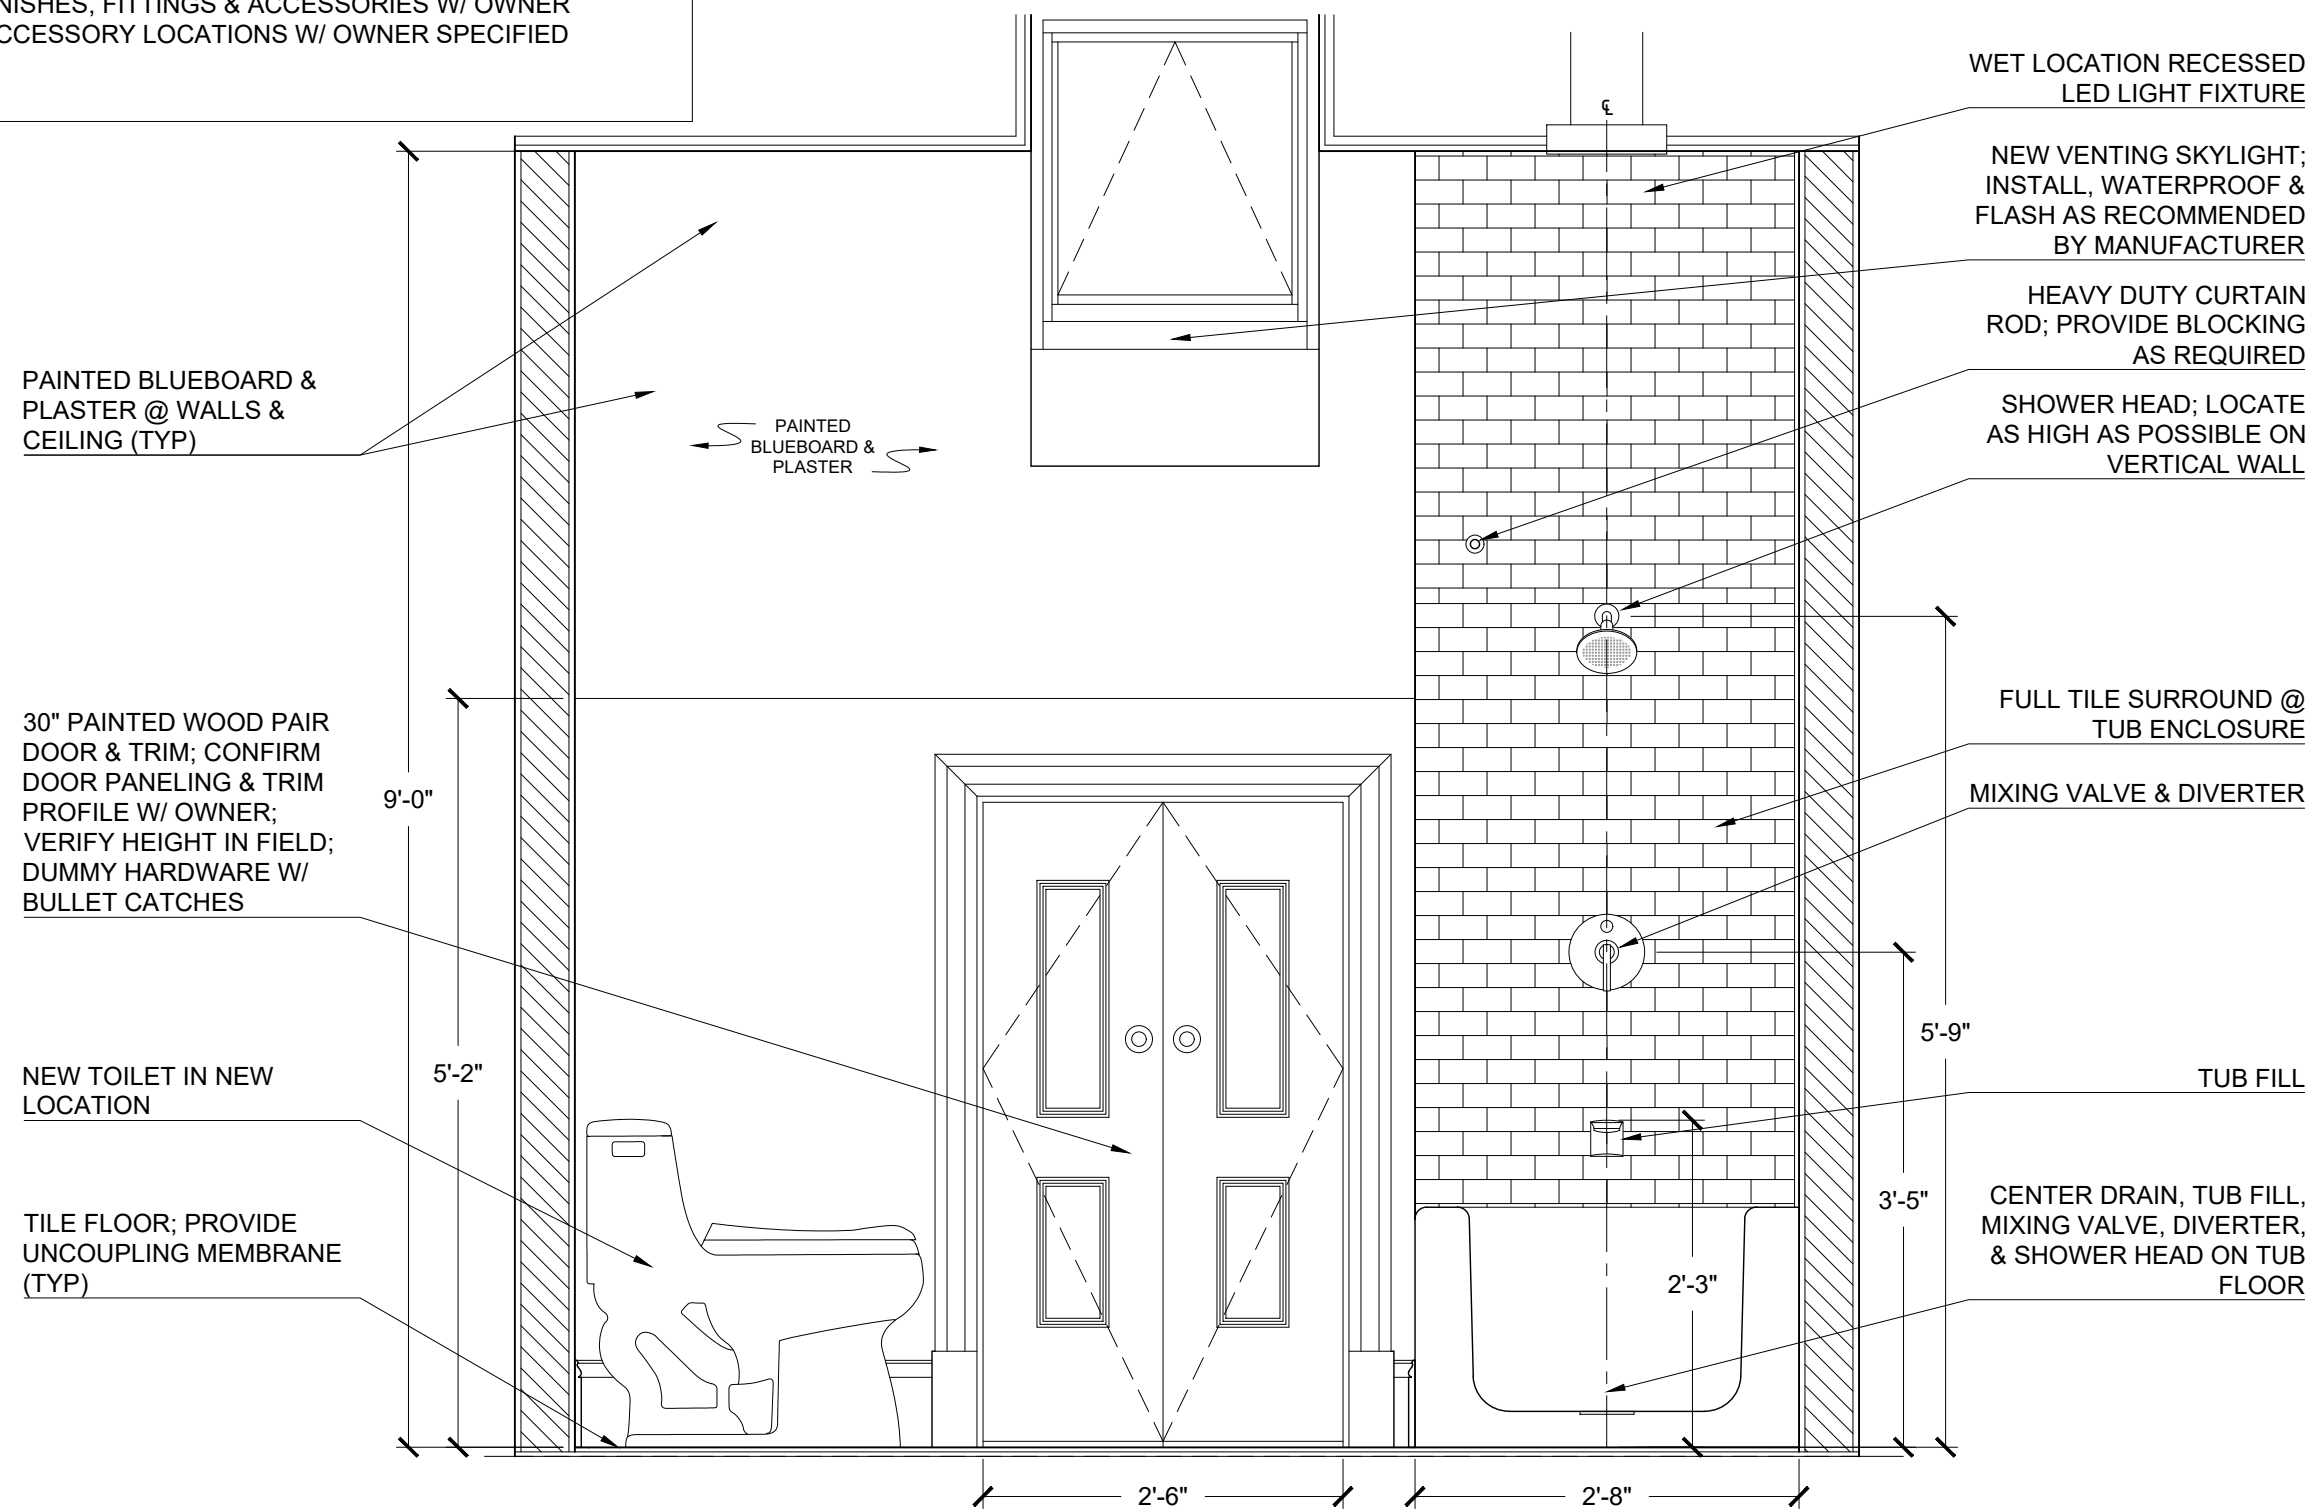 FINISHES, FITTINGS & ACCESSORIES W/ OWNER
ACCESSORY LOCATIONS W/ OWNER SPECIFIED
PAINTED BLUEBOARD &
PLASTER @ WALLS &
CEILING (TYP)
30" PAINTED WOOD PAIR
DOOR & TRIM; CONFIRM
DOOR PANELING & TRIM
PROFILE W/ OWNER;
VERIFY HEIGHT IN FIELD;
DUMMY HARDWARE W/
BULLET CATCHES
NEW TOILET IN NEW
LOCATION
TILE FLOOR; PROVIDE
UNCOUPLING MEMBRANE
(TYP)
9'-0"
5'-2"
PAINTED
BLUEBOARD &
PLASTER
℄
2'-6"
2'-8"
2'-3"
3'-5"
5'-9"
WET LOCATION RECESSED
LED LIGHT FIXTURE
NEW VENTING SKYLIGHT;
INSTALL, WATERPROOF &
FLASH AS RECOMMENDED
BY MANUFACTURER
HEAVY DUTY CURTAIN
ROD; PROVIDE BLOCKING
AS REQUIRED
SHOWER HEAD; LOCATE
AS HIGH AS POSSIBLE ON
VERTICAL WALL
FULL TILE SURROUND @
TUB ENCLOSURE
MIXING VALVE & DIVERTER
TUB FILL
CENTER DRAIN, TUB FILL,
MIXING VALVE, DIVERTER,
& SHOWER HEAD ON TUB
FLOOR